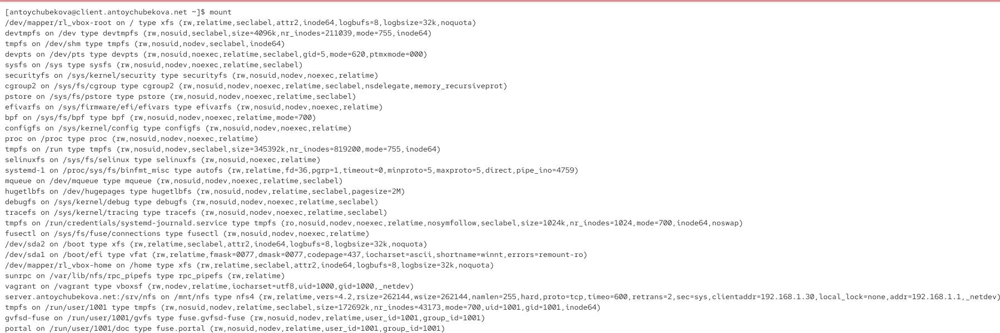 [antoychubekova@client.antoychubekova.net ~]$ mount
/dev/mapper/rl_vbox-root on / type xfs (rw,relatime,seclabel,attr2,inode64,logbufs=8,logbsize=32k,noquota)
devtmpfs on /dev type devtmpfs (rw,nosuid,seclabel,size=4096k,nr_inodes=211039,mode=755,inode64)
tmpfs on /dev/shm type tmpfs (rw,nosuid,nodev,seclabel,inode64)
devpts on /dev/pts type devpts (rw,nosuid,noexec,relatime,seclabel,gid=5,mode=620,ptmxmode=000)
sysfs on /sys type sysfs (rw,nosuid,nodev,noexec,relatime,seclabel)
securityfs on /sys/kernel/security type securityfs (rw,nosuid,nodev,noexec,relatime)
cgroup2 on /sys/fs/cgroup type cgroup2 (rw,nosuid,nodev,noexec,relatime,seclabel,nsdelegate,memory_recursiveprot)
pstore on /sys/fs/pstore type pstore (rw,nosuid,nodev,noexec,relatime,seclabel)
efivarfs on /sys/firmware/efi/efivars type efivarfs (rw,nosuid,nodev,noexec,relatime)
bpf on /sys/fs/bpf type bpf (rw,nosuid,nodev,noexec,relatime,mode=700)
configfs on /sys/kernel/config type configfs (rw,nosuid,nodev,noexec,relatime)
proc on /proc type proc (rw,nosuid,nodev,noexec,relatime)
tmpfs on /run type tmpfs (rw,nosuid,nodev,seclabel,size=345392k,nr_inodes=819200,mode=755,inode64)
selinuxfs on /sys/fs/selinux type selinuxfs (rw,nosuid,noexec,relatime)
systemd-1 on /proc/sys/fs/binfmt_misc type autofs (rw,relatime,fd=36,pgrp=1,timeout=0,minproto=5,maxproto=5,direct,pipe_ino=4759)
mqueue on /dev/mqueue type mqueue (rw,nosuid,nodev,noexec,relatime,seclabel)
hugetlbfs on /dev/hugepages type hugetlbfs (rw,nosuid,nodev,relatime,seclabel,pagesize=2M)
debugfs on /sys/kernel/debug type debugfs (rw,nosuid,nodev,noexec,relatime,seclabel)
tracefs on /sys/kernel/tracing type tracefs (rw,nosuid,nodev,noexec,relatime,seclabel)
tmpfs on /run/credentials/systemd-journald.service type tmpfs (ro,nosuid,nodev,noexec,relatime,nosymfollow,seclabel,size=1024k,nr_inodes=1024,mode=700,inode64,noswap)
fusectl on /sys/fs/fuse/connections type fusectl (rw,nosuid,nodev,noexec,relatime)
/dev/sda2 on /boot type xfs (rw,relatime,seclabel,attr2,inode64,logbufs=8,logbsize=32k,noquota)
/dev/sda1 on /boot/efi type vfat (rw,relatime,fmask=0077,dmask=0077,codepage=437,iocharset=ascii,shortname=winnt,errors=remount-ro)
/dev/mapper/rl_vbox-home on /home type xfs (rw,relatime,seclabel,attr2,inode64,logbufs=8,logbsize=32k,noquota)
sunrpc on /var/lib/nfs/rpc_pipefs type rpc_pipefs (rw,relatime)
vagrant on /vagrant type vboxsf (rw,nodev,relatime,iocharset=utf8,uid=1000,gid=1000,_netdev)
server.antoychubekova.net:/srv/nfs on /mnt/nfs type nfs4 (rw,relatime,vers=4.2,rsize=262144,wsize=262144,namlen=255,hard,proto=tcp,timeo=600,retrans=2,sec=sys,clientaddr=192.168.1.30,local_lock=none,addr=192.168.1.1,_netdev)
tmpfs on /run/user/1001 type tmpfs (rw,nosuid,nodev,relatime,seclabel,size=172692k,nr_inodes=43173,mode=700,uid=1001,gid=1001,inode64)
gvfsd-fuse on /run/user/1001/gvfs type fuse.gvfsd-fuse (rw,nosuid,nodev,relatime,user_id=1001,group_id=1001)
portal on /run/user/1001/doc type fuse.portal (rw,nosuid,nodev,relatime,user_id=1001,group_id=1001)